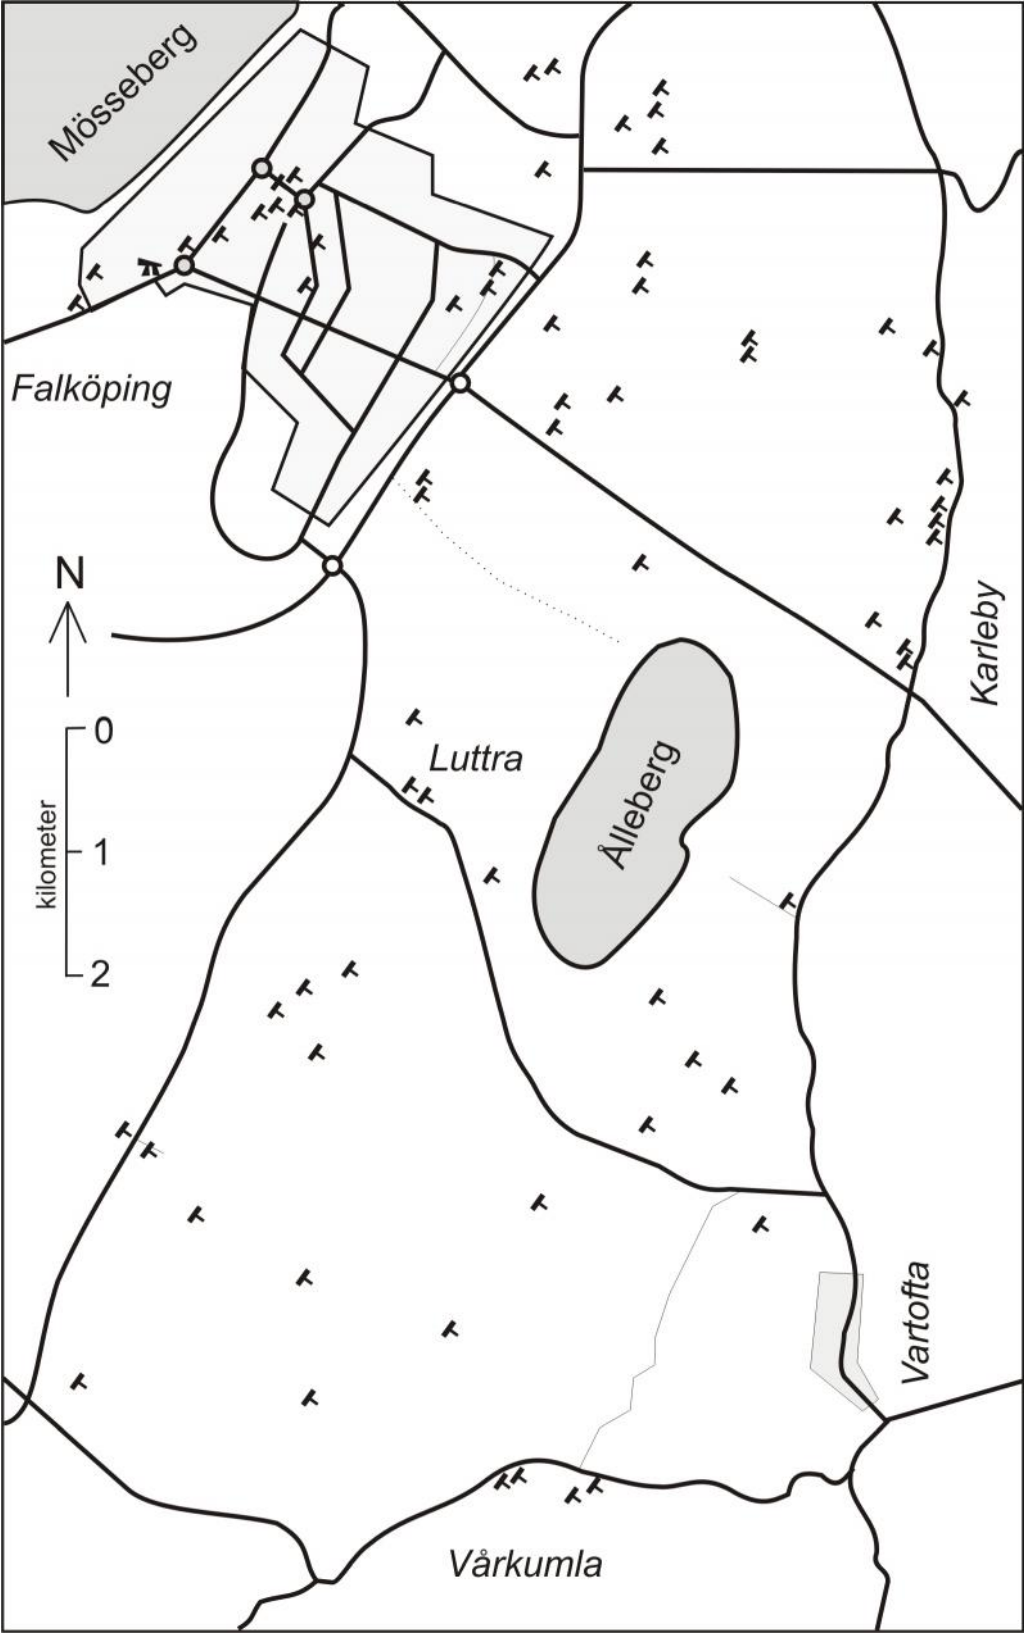 Mösseberg
Falköping
N
0
Karleby
Luttra
Ålleberg
kilometer
1
2
Vartofta
Vårkumla